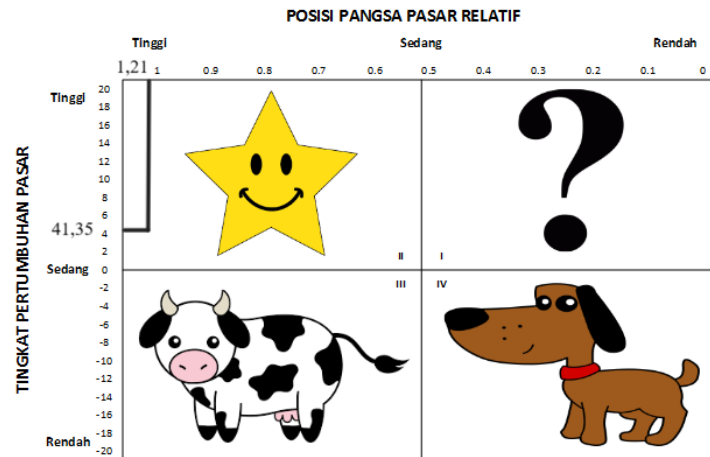 POSISI PANGSA PASAR RELATIF
Tinggi Sedang Rendah
1,21 1 0.9 0.8 0.7 0.6 0.5 0.4 0.3 0.2 0.1 0
TINGKAT PERTUMBUHAN PASAR
Tinggi
20
18
16
14
12
10
8
6
41,35 4
2
Sedang 0
-2
-4
-6
-8
-10
-12
-14
-16
-18
Rendah -20
?
II I
III IV